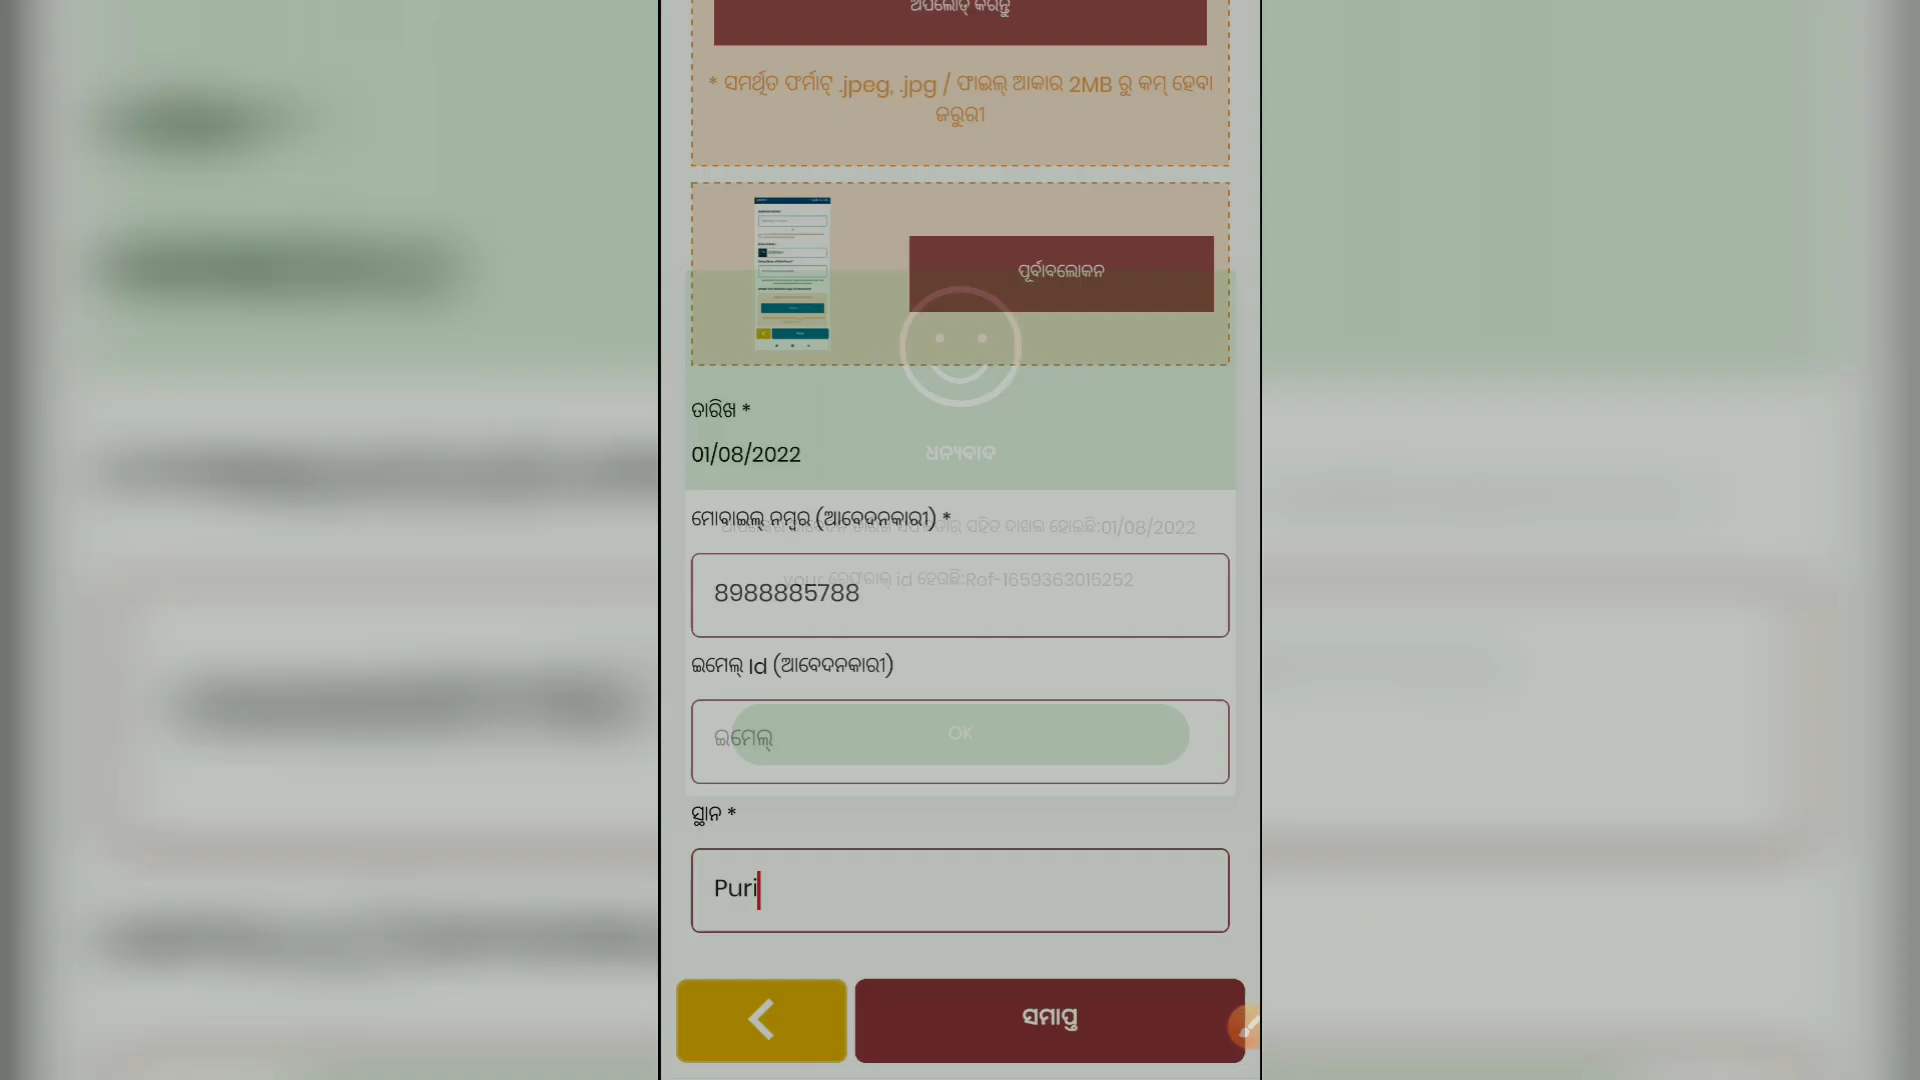 ଅପଲୋଡ୍ କରନ୍ତୁ
* ସମର୍ଥିତ ଫର୍ମାଟ୍ .jpeg, .jpg / ଫାଇଲ୍ ଆକାର 2MB ରୁ କମ୍ ହେବା
ଜରୁରୀ
ପୂର୍ବାବଲୋକନ
ତାରିଖ *
01/08/2022
ଧନ୍ୟବାଦ
ମୋବାଇଲ୍ ନମ୍ବର (ଆବେଦନକାରୀ) *
ସହିତ ଦାଖଲ ହୋଇଛି:01/08/2022
your ରେଫରାଲ୍ id ହେଉଛି:Ref-1659363015252
8988885788
ଇମେଲ୍ Id (ଆବେଦନକାରୀ)
ଇମେଲ୍
OK
ସ୍ଥାନ *
Puri
ସମାପ୍ତ